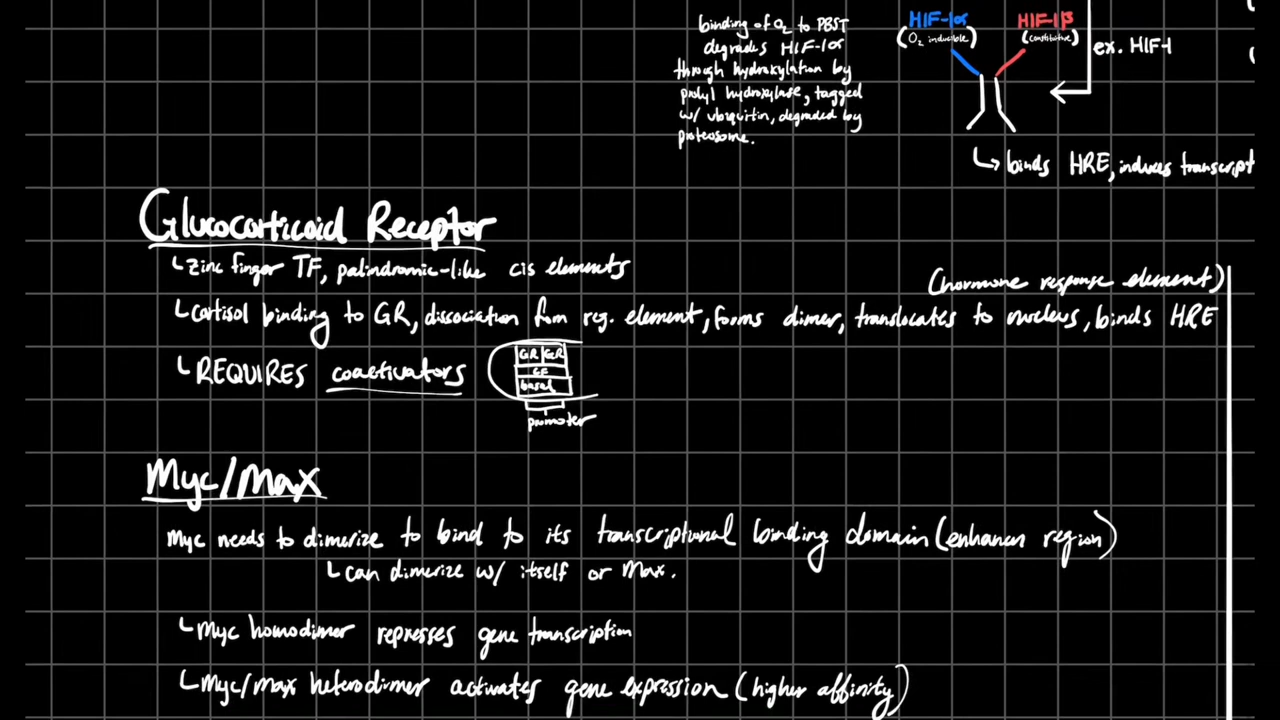 binding of O₂ to PBST
degrades HIF-1α
through hydroxylation by
prolyl hydroxylase, tagged
w/ ubiquitin, degraded by
proteosome.
HIF-1α
(O₂ inducible)
HIF-1β
(constitutive)
ex. HIF-1
↳ binds HRE, induces transcript
Glucocorticoid Receptor
↳ Zinc finger TF, palindromic-like cis elements
(hormone response element)
↳ Cortisol binding to GR, dissociation from reg. element, forms dimer, translocates to nucleus, binds HRE
↳ REQUIRES coactivators
GR GR
basal
promoter
Myc/Max
Myc needs to dimerize to bind to its transcriptional binding domain (enhancer region)
↳ can dimerize w/ itself or Max.
↳ Myc homodimer represses gene transcription
↳ Myc/Max heterodimer activates gene expression (higher affinity)